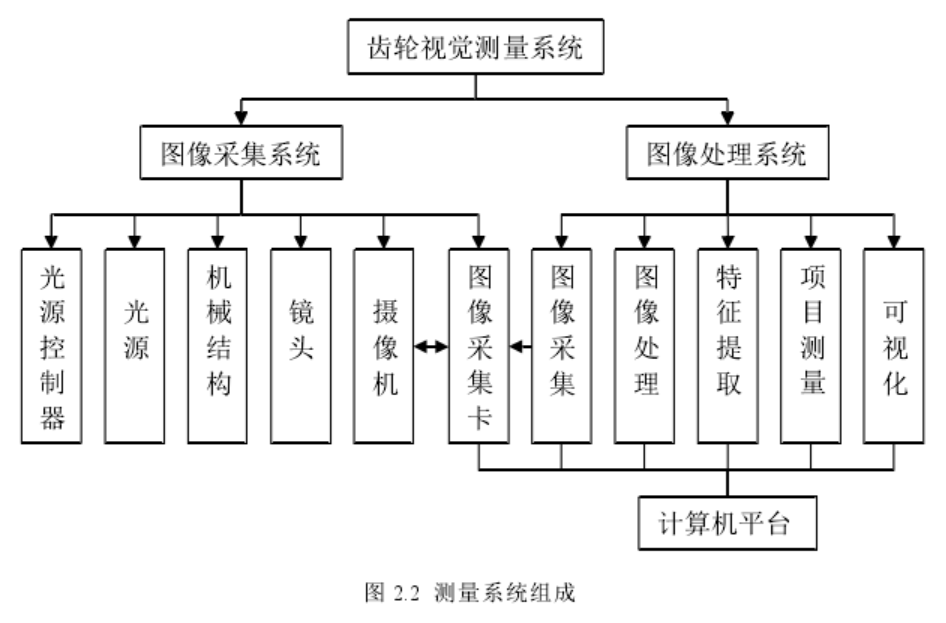 齿轮视觉测量系统
图像采集系统
图像处理系统
光源控制器
光源
机械结构
镜头
摄像机
图像采集卡
图像采集
图像处理
特征提取
项目测量
可视化
计算机平台
图 2.2 测量系统组成